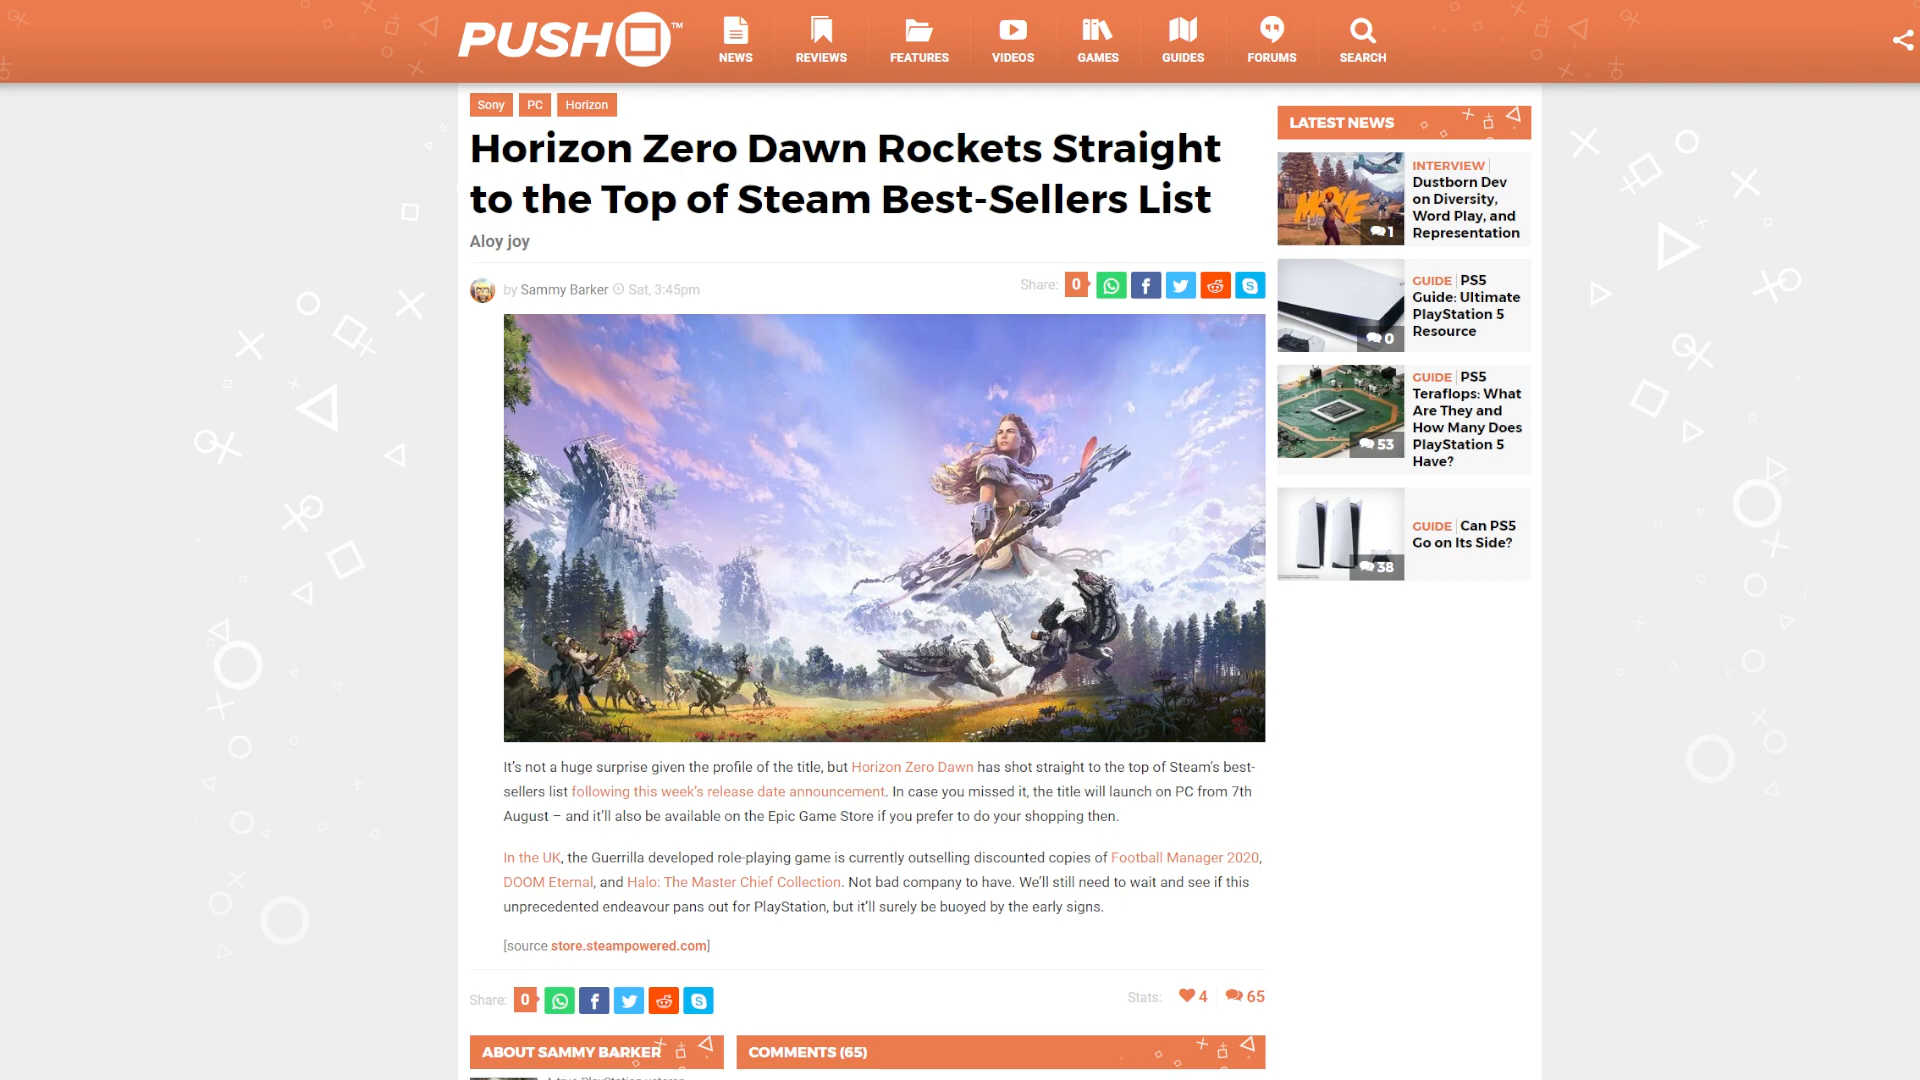 PUSH ™
NEWS
REVIEWS
FEATURES
VIDEOS
GAMES
GUIDES
FORUMS
SEARCH
Sony
PC
Horizon
Horizon Zero Dawn Rockets Straight
to the Top of Steam Best-Sellers List
Aloy joy
by Sammy Barker Sat, 3:45pm
Share: 0
It's not a huge surprise given the profile of the title, but Horizon Zero Dawn has shot straight to the top of Steam's best-
sellers list following this week's release date announcement. In case you missed it, the title will launch on PC from 7th
August – and it'll also be available on the Epic Game Store if you prefer to do your shopping then.
In the UK, the Guerrilla developed role-playing game is currently outselling discounted copies of Football Manager 2020,
DOOM Eternal, and Halo: The Master Chief Collection. Not bad company to have. We'll still need to wait and see if this
unprecedented endeavour pans out for PlayStation, but it'll surely be buoyed by the early signs.
[source store.steampowered.com]
Share: 0
Stats: 4 65
ABOUT SAMMY BARKER
COMMENTS (65)
A true PlayStation veteran
LATEST NEWS
MOVE
1
INTERVIEW
Dustborn Dev
on Diversity,
Word Play, and
Representation
0
GUIDE PS5
Guide: Ultimate
PlayStation 5
Resource
53
GUIDE PS5
Teraflops: What
Are They and
How Many Does
PlayStation 5
Have?
38
GUIDE Can PS5
Go on Its Side?